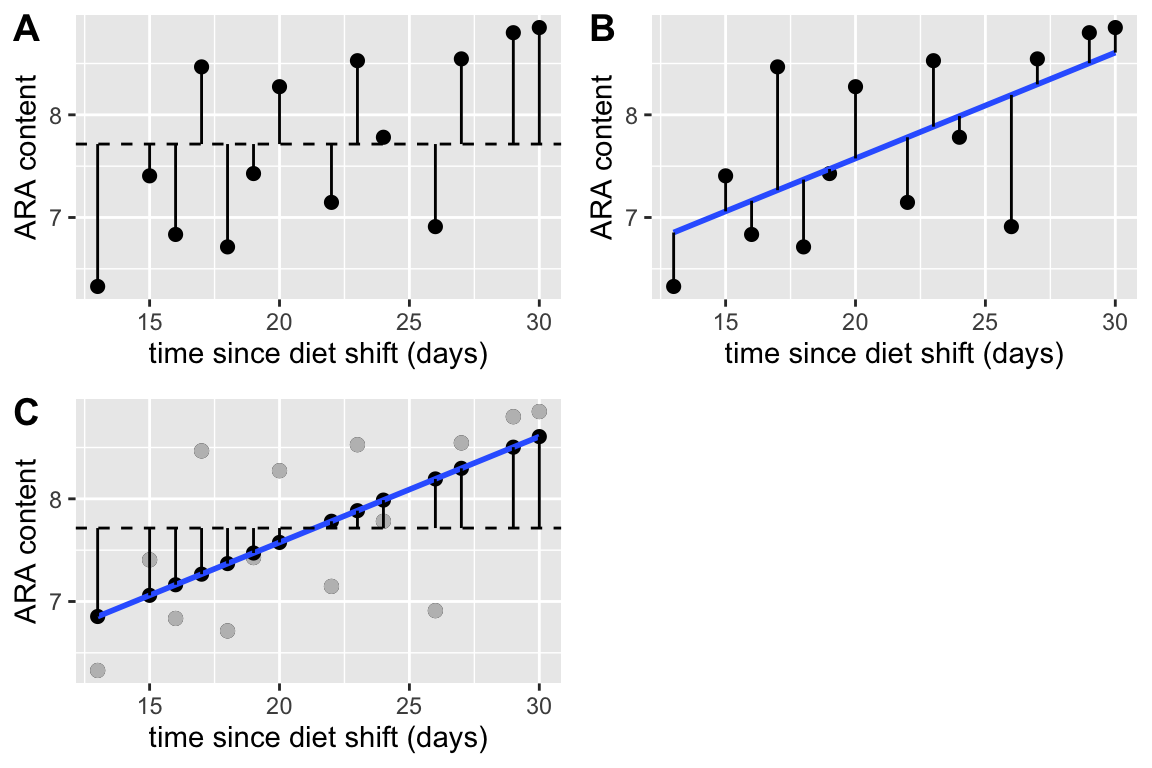 A
ARA content
8
7
15 20 25 30
time since diet shift (days)
B
ARA content
8
7
15 20 25 30
time since diet shift (days)
C
ARA content
8
7
15 20 25 30
time since diet shift (days)